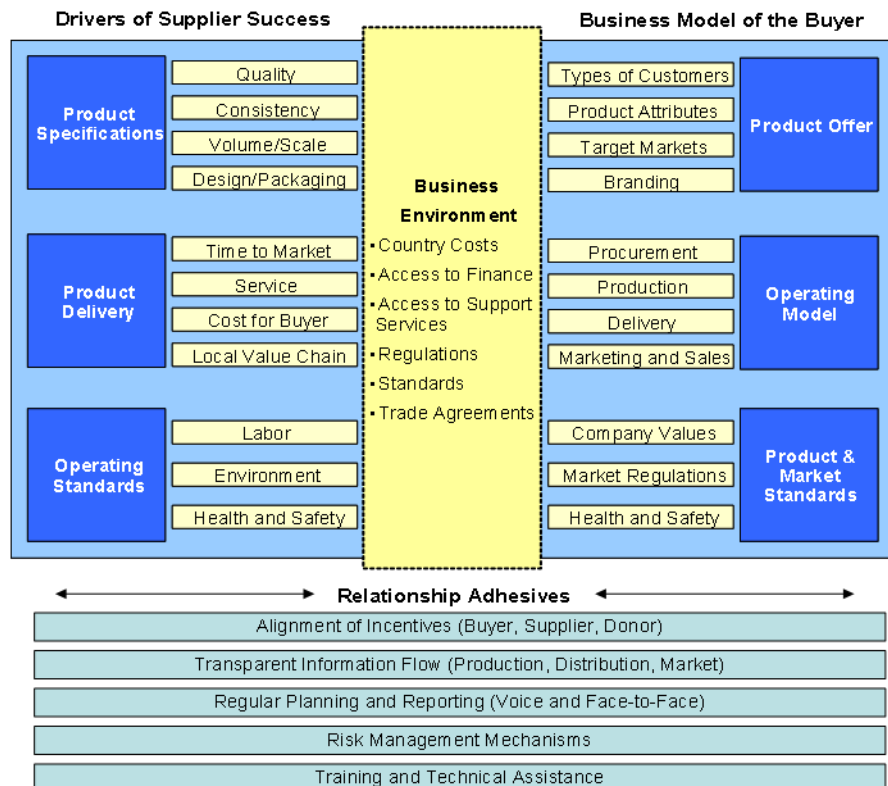 Drivers of Supplier Success
Business Model of the Buyer
Product
Specifications
Quality
Consistency
Volume/Scale
Design/Packaging
Product
Delivery
Time to Market
Service
Cost for Buyer
Local Value Chain
Operating
Standards
Labor
Environment
Health and Safety
Business
Environment
▪Country Costs
▪Access to Finance
▪Access to Support
Services
▪Regulations
▪Standards
▪Trade Agreements
Types of Customers
Product Attributes
Target Markets
Branding
Product Offer
Procurement
Production
Delivery
Marketing and Sales
Operating
Model
Company Values
Market Regulations
Health and Safety
Product &
Market
Standards
Relationship Adhesives
Alignment of Incentives (Buyer, Supplier, Donor)
Transparent Information Flow (Production, Distribution, Market)
Regular Planning and Reporting (Voice and Face-to-Face)
Risk Management Mechanisms
Training and Technical Assistance